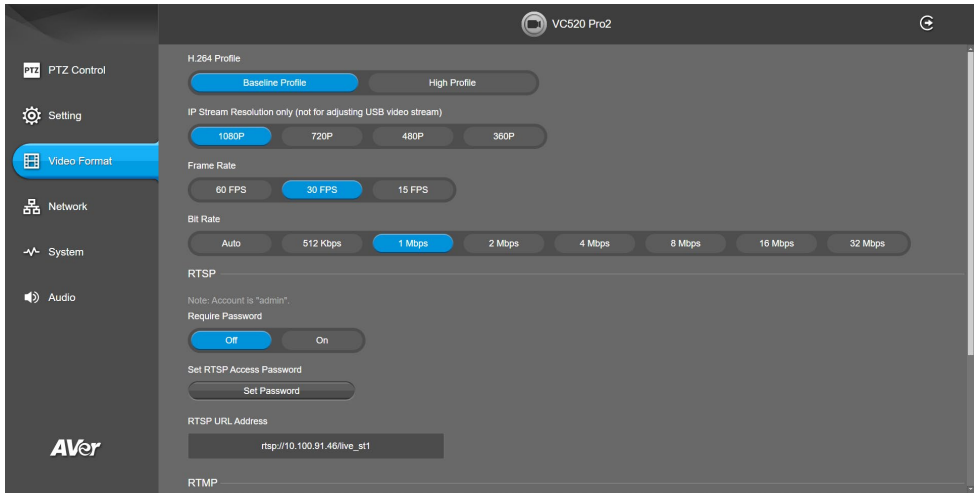 VC520 Pro2
PTZ PTZ Control
Setting
Video Format
Network
System
Audio
AVer
H.264 Profile
Baseline Profile High Profile
IP Stream Resolution only (not for adjusting USB video stream)
1080P 720P 480P 360P
Frame Rate
60 FPS 30 FPS 15 FPS
Bit Rate
Auto 512 Kbps 1 Mbps 2 Mbps 4 Mbps 8 Mbps 16 Mbps 32 Mbps
RTSP
Note: Account is "admin".
Require Password
Off On
Set RTSP Access Password
Set Password
RTSP URL Address
rtsp://10.100.91.46/live_st1
RTMP